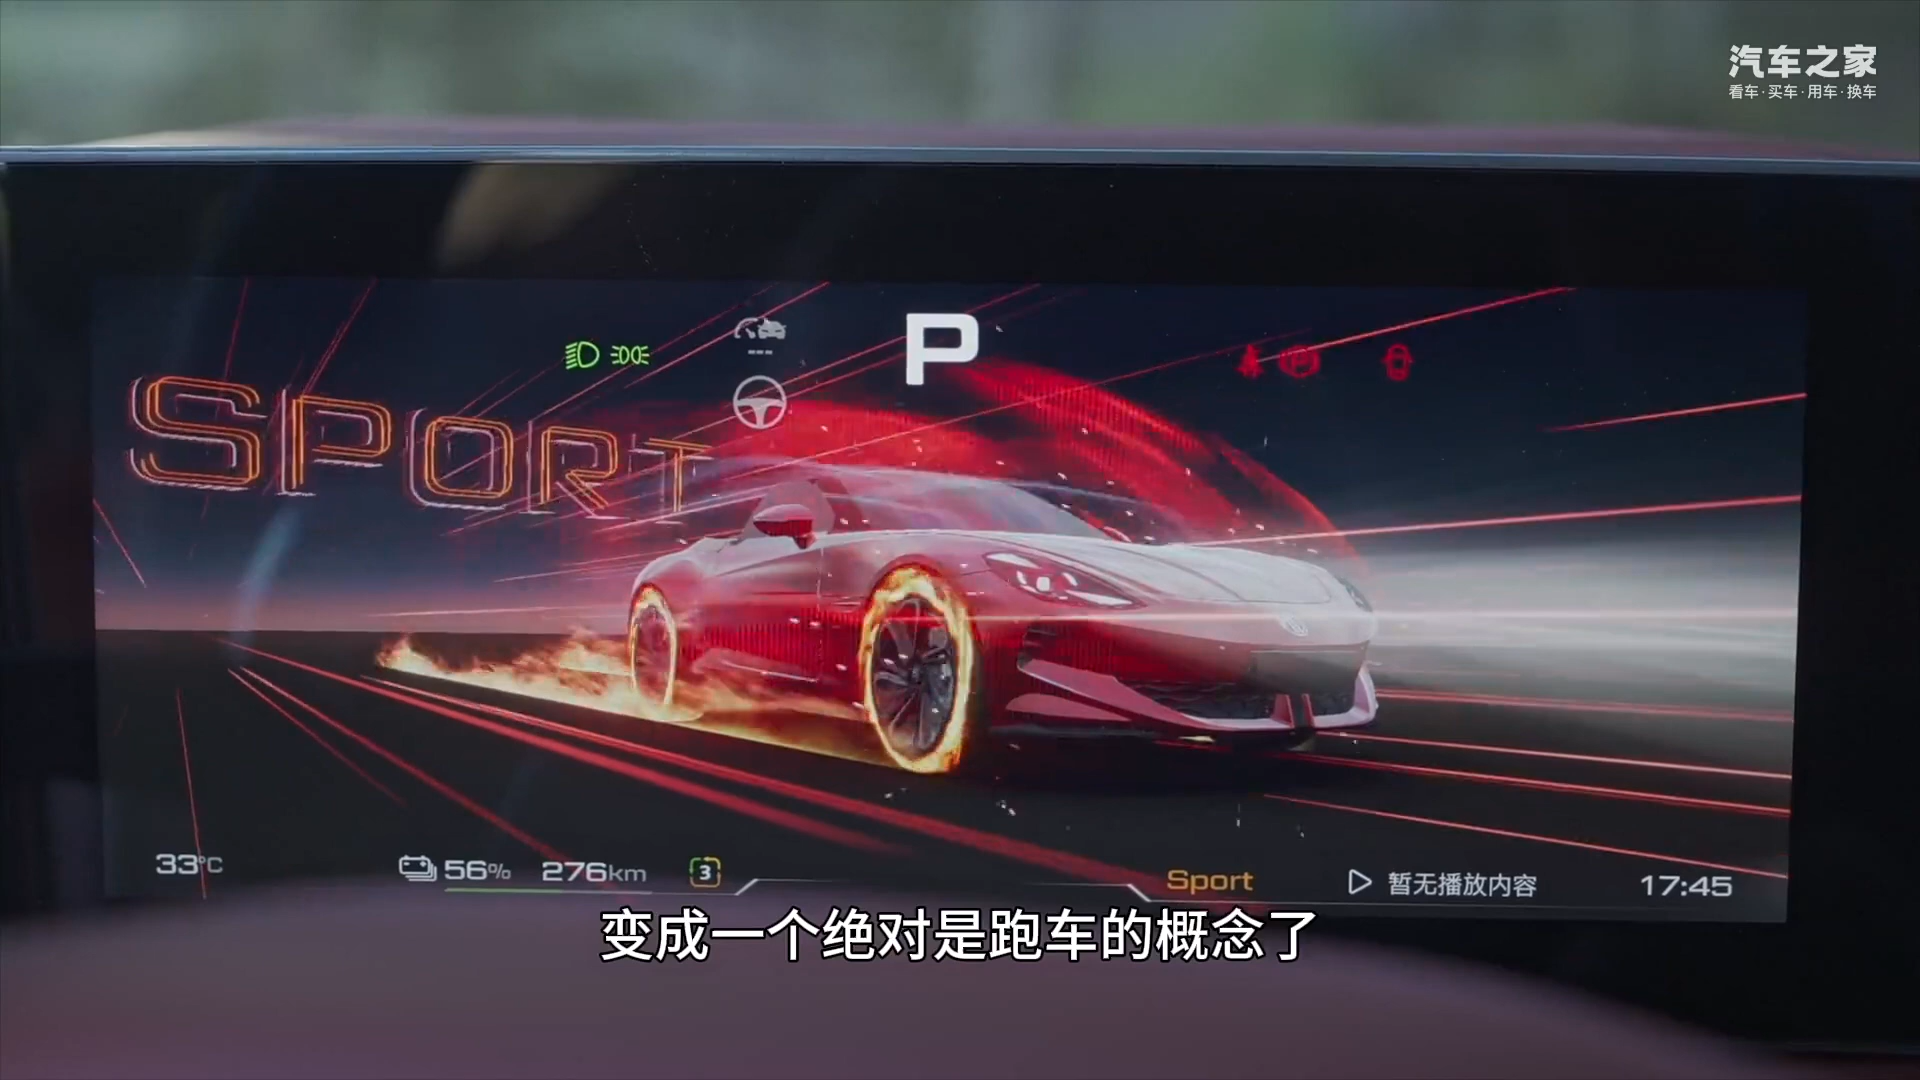 汽车之家
看车·买车·用车·换车
P
SPORT
33°C
56%
276km
3
Sport
暂无播放内容
17:45
变成一个绝对是跑车的概念了